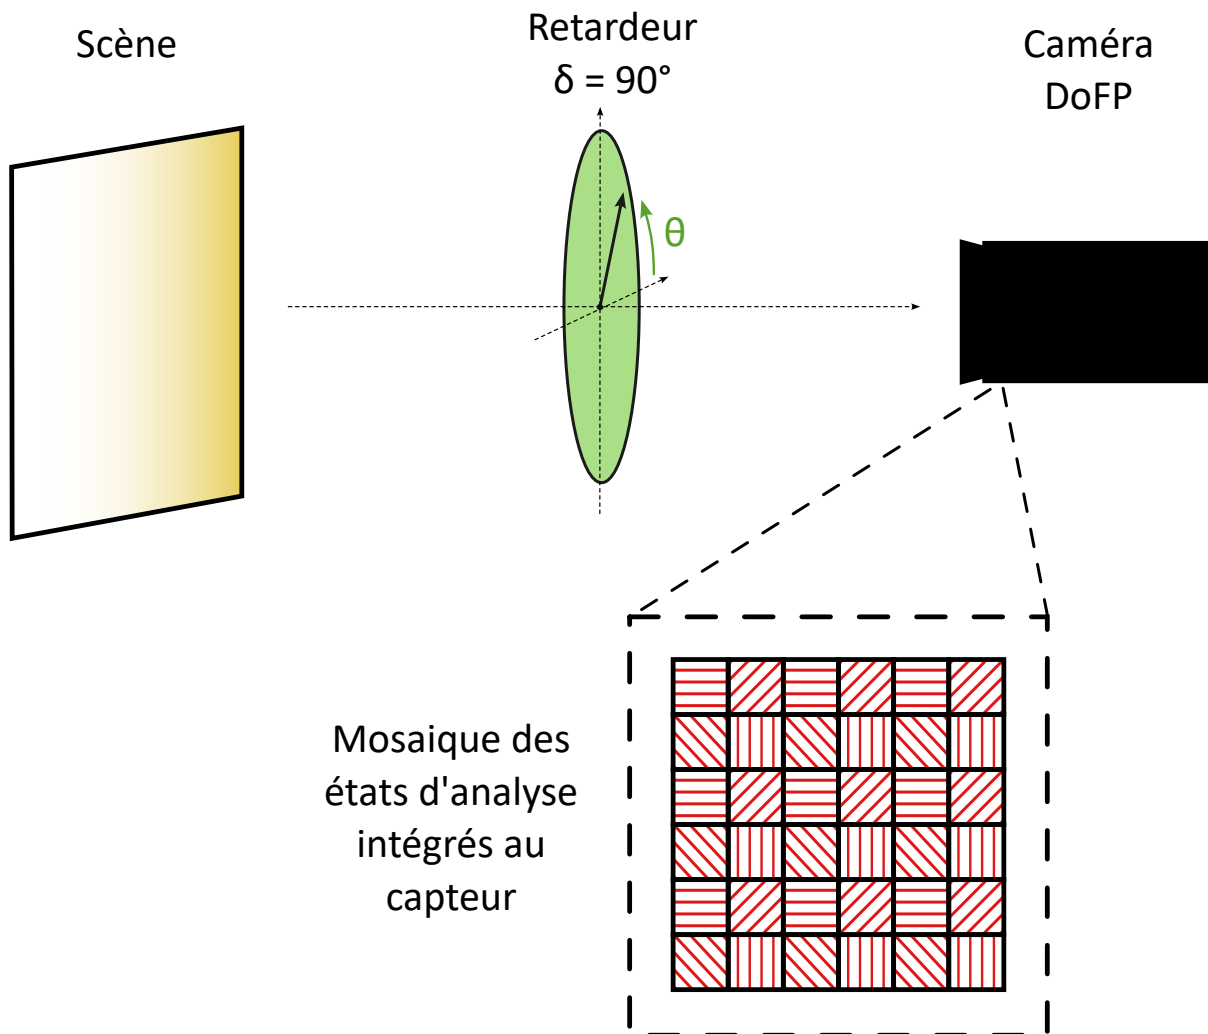 Scène
Retardeur
δ = 90°
Caméra
DoFP
θ
Mosaique des
états d'analyse
intégrés au
capteur